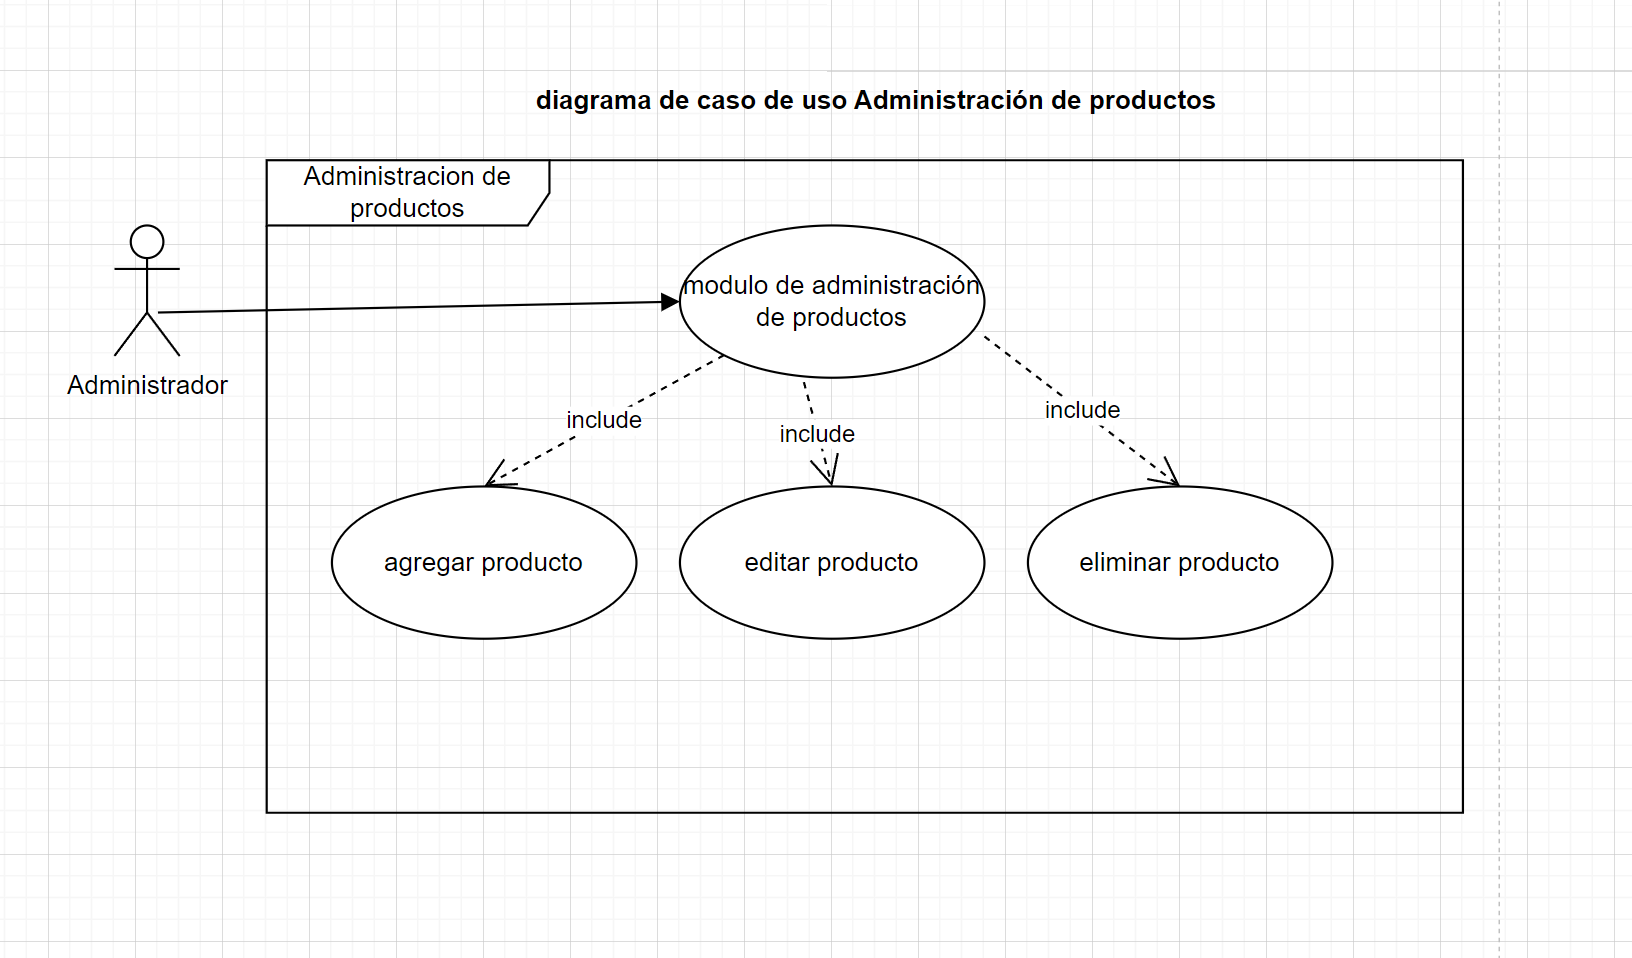 diagrama de caso de uso Administración de productos
Administracion de
productos
modulo de administración
de productos
Administrador
include
include
include
agregar producto
editar producto
eliminar producto